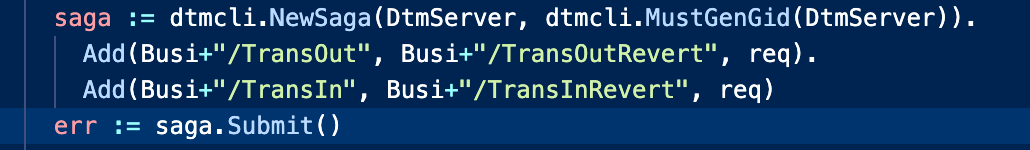 saga := dtmcli.NewSaga(DtmServer, dtmcli.MustGenGid(DtmServer)).
Add(Busi+"/TransOut", Busi+"/TransOutRevert", req).
Add(Busi+"/TransIn", Busi+"/TransInRevert", req)
err := saga.Submit()